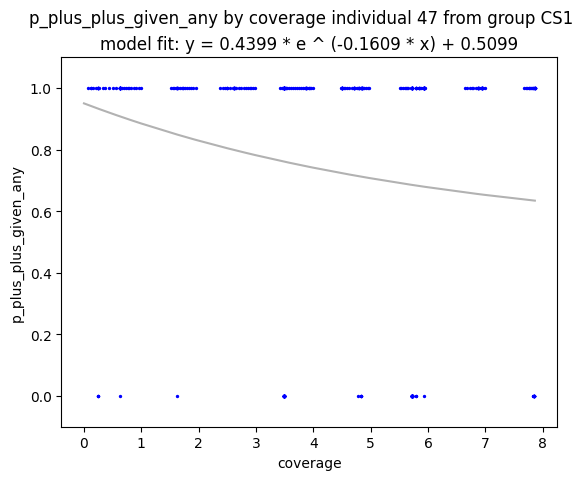 p_plus_plus_given_any by coverage individual 47 from group CS1
model fit: y = 0.4399 * e ^ (-0.1609 * x) + 0.5099
1.0
0.8
0.6
0.4
0.2
0.0
p_plus_plus_given_any
0 1 2 3 4 5 6 7 8
coverage